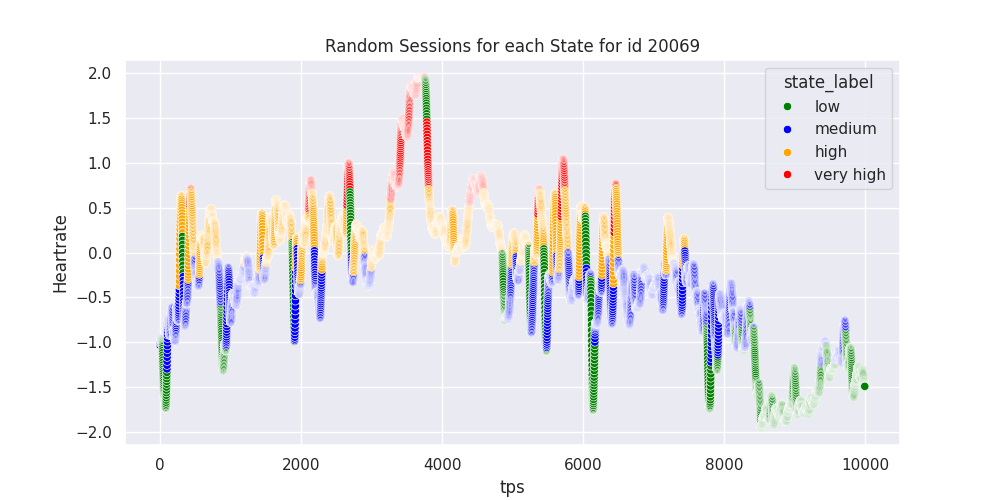 Random Sessions for each State for id 20069
state_label
low
medium
high
very high
Heartrate
2.0
1.5
1.0
0.5
0.0
−0.5
−1.0
−1.5
−2.0
0
2000
4000
6000
8000
10000
tps